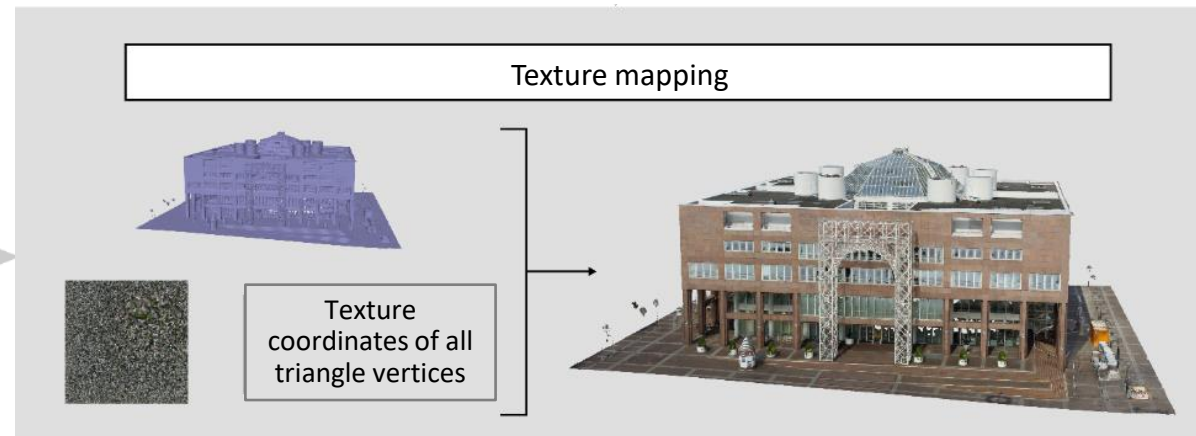 Texture mapping
Texture
coordinates of all
triangle vertices